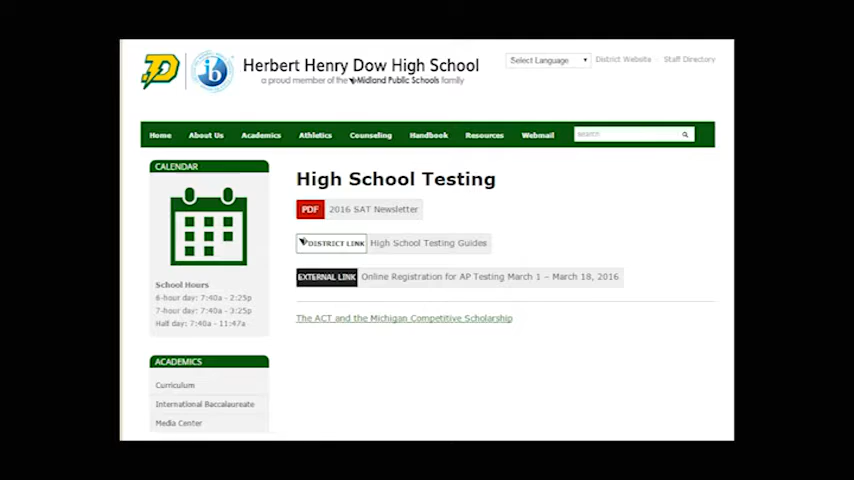 D
ib
Herbert Henry Dow High School
a proud member of the Midland Public Schools family
Select Language
District Website
Staff Directory
Home About Us Academics Athletics Counseling Handbook Resources Webmail search
CALENDAR
School Hours
6-hour day: 7:40a - 2:25p
7-hour day: 7:40a - 3:25p
Half day: 7:40a - 11:47a
ACADEMICS
Curriculum
International Baccalaureate
Media Center
High School Testing
PDF 2016 SAT Newsletter
DISTRICT LINK High School Testing Guides
EXTERNAL LINK Online Registration for AP Testing March 1 – March 18, 2016
The ACT and the Michigan Competitive Scholarship